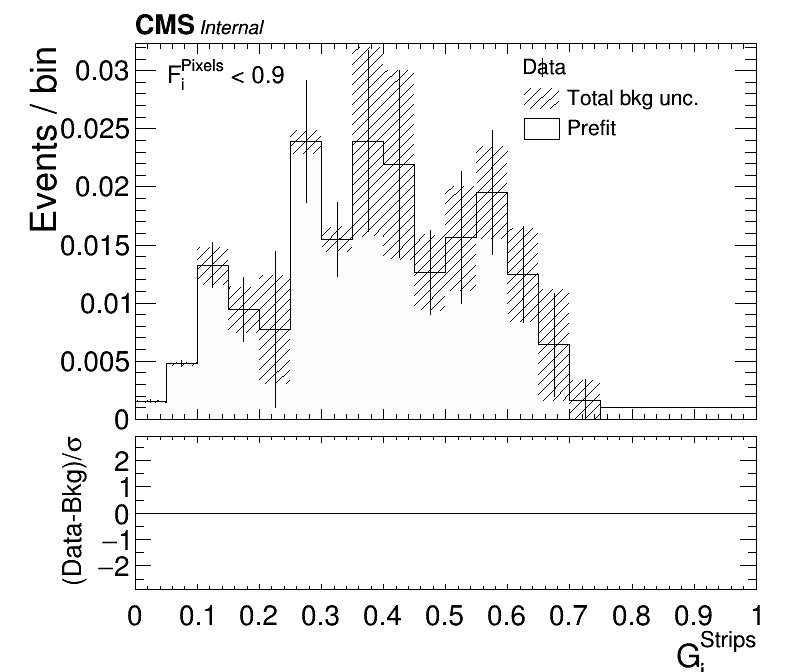 CMS Internal
F_i^Pixels < 0.9
Data
Total bkg unc.
Prefit
Events / bin
0.03
0.025
0.02
0.015
0.01
0.005
0
(Data-Bkg)/σ
2
1
0
−1
−2
0 0.1 0.2 0.3 0.4 0.5 0.6 0.7 0.8 0.9 1
G_i^Strips